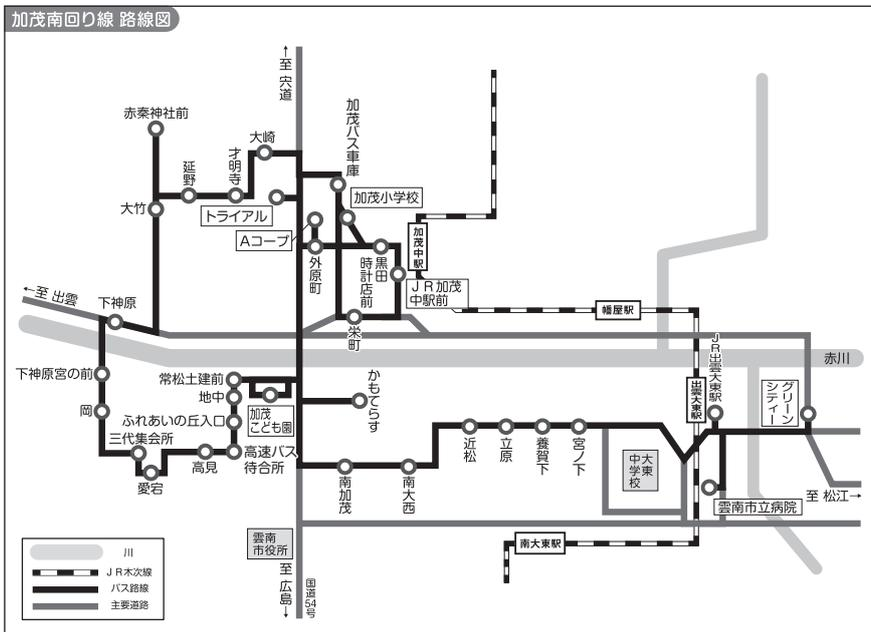 加茂南回り線 路線図
←至 宍道
赤秦神社前
延野
才明寺
大崎
加茂バス車庫
加茂小学校
大竹
トライアル
Aコープ
外原町
黒田
時計店前
加茂中駅
JR加茂
中駅前
←至 出雲
下神原
栄町
幡屋駅
JR出雲大東駅
赤川
下神原宮の前
常松土建前
地中
加茂
こども園
かもてらす
出雲大東駅
グリーン
シティー
岡
ふれあいの丘入口
三代集会所
高見
高速バス
待合所
愛宕
近松
立原
養賀下
宮ノ下
大東
中学校
南加茂
南大西
至 松江→
雲南市立病院
雲南
市役所
南大東駅
至 広島→
国道54号
川
JR木次線
バス路線
主要道路